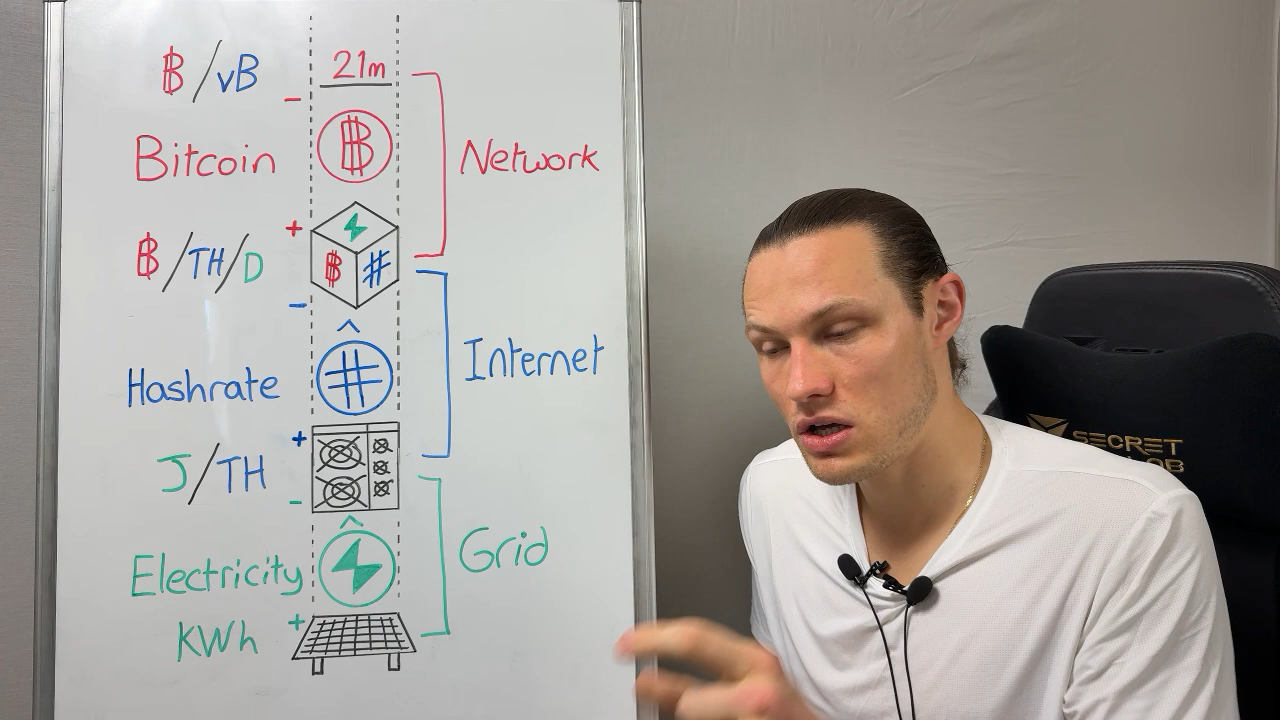 ₿/vB
21m
-
Bitcoin
₿
Network
+
₿/TH/D
₿ #
-
^
Hashrate
#
Internet
+
J/TH
-
^
Electricity
Grid
+
KWh
SECRET